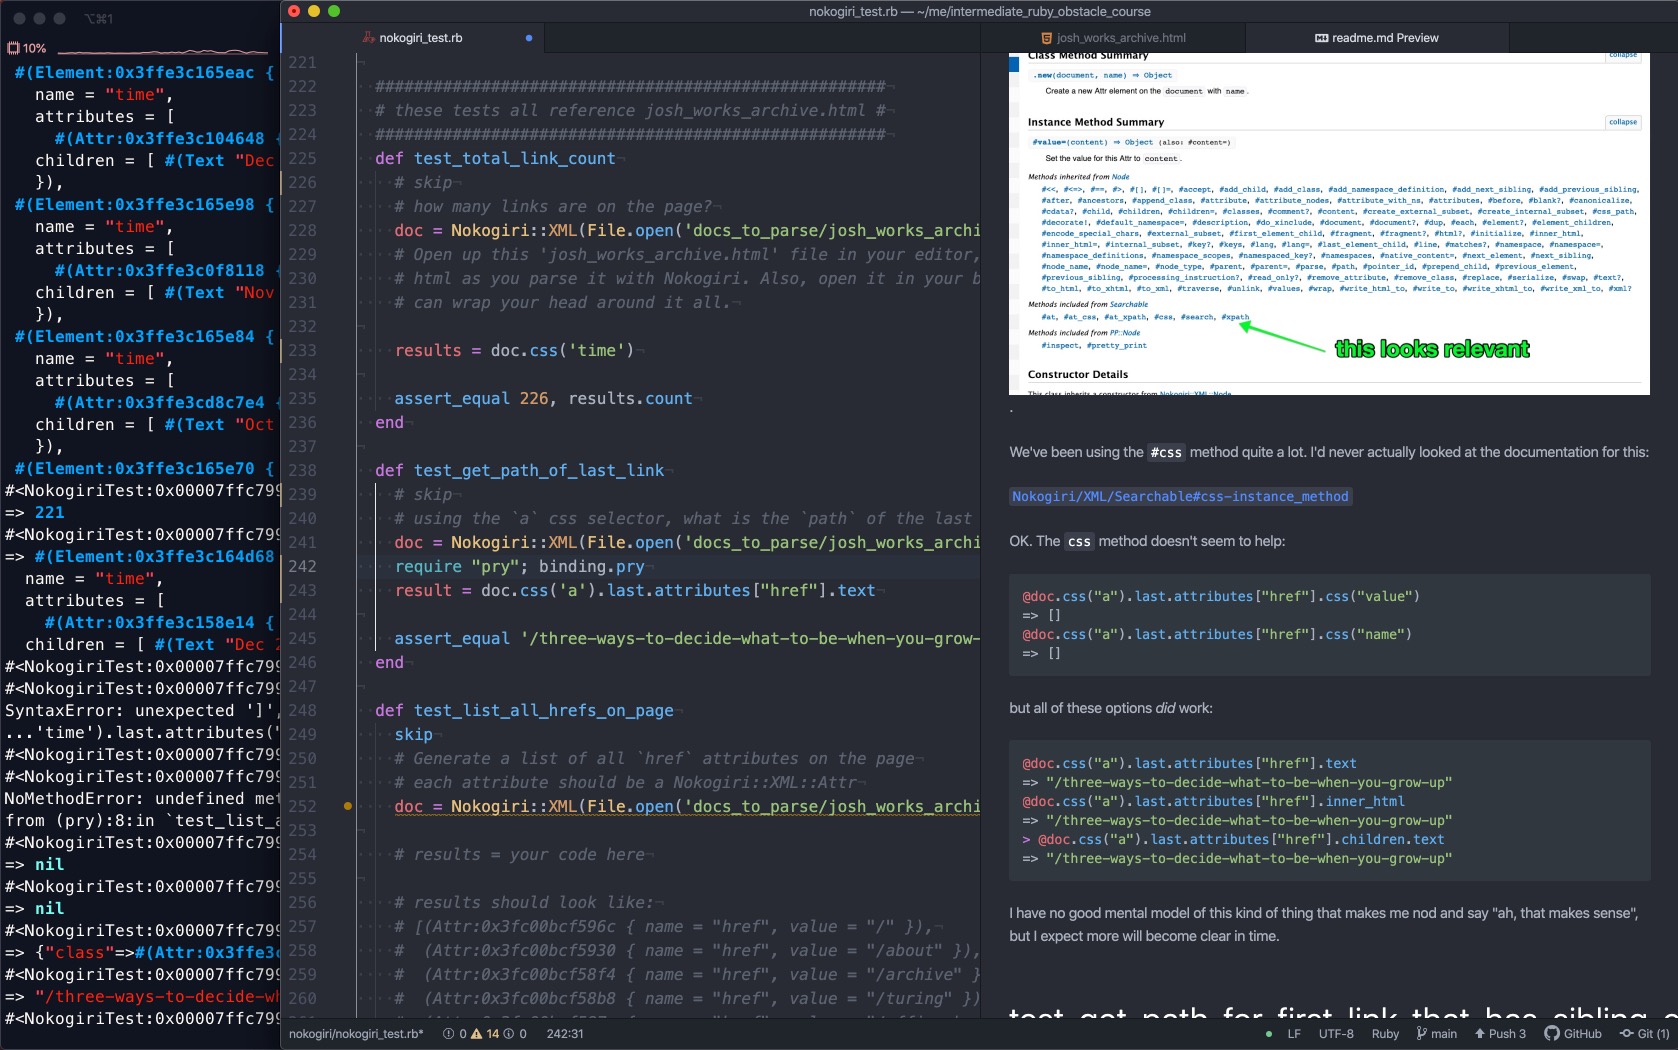 ⌥⌘1
nokogiri_test.rb — ~/me/intermediate_ruby_obstacle_course
10%
#(Element:0x3ffe3c165eac {
name = "time",
attributes = [
#(Attr:0x3ffe3c104648 {
children = [ #(Text "Dec
}),
#(Element:0x3ffe3c165e98 {
name = "time",
attributes = [
#(Attr:0x3ffe3c0f8118 {
children = [ #(Text "Nov
}),
#(Element:0x3ffe3c165e84 {
name = "time",
attributes = [
#(Attr:0x3ffe3cd8c7e4 {
children = [ #(Text "Oct
}),
#(Element:0x3ffe3c165e70 {
#<NokogiriTest:0x00007ffc799
=> 221
#<NokogiriTest:0x00007ffc799
=> #(Element:0x3ffe3c164d68
name = "time",
attributes = [
#(Attr:0x3ffe3c158e14 {
children = [ #(Text "Dec 2
#<NokogiriTest:0x00007ffc799
#<NokogiriTest:0x00007ffc799
SyntaxError: unexpected ']',
...'time').last.attributes('
#<NokogiriTest:0x00007ffc799
#<NokogiriTest:0x00007ffc799
NoMethodError: undefined met
from (pry):8:in `test_list_a
#<NokogiriTest:0x00007ffc799
=> nil
#<NokogiriTest:0x00007ffc799
=> nil
#<NokogiriTest:0x00007ffc799
=> {"class"=>#(Attr:0x3ffe3c
#<NokogiriTest:0x00007ffc799
=> "/three-ways-to-decide-wh
#<NokogiriTest:0x00007ffc799
nokogiri_test.rb
221
222 ####################################################
223 # these tests all reference josh_works_archive.html #
224 ####################################################
225 def test_total_link_count
226 # skip
227 # how many links are on the page?
228 doc = Nokogiri::XML(File.open('docs_to_parse/josh_works_archi
229 # Open up this 'josh_works_archive.html' file in your editor,
230 # html as you parse it with Nokogiri. Also, open it in your b
231 # can wrap your head around it all.
232
233 results = doc.css('time')
234
235 assert_equal 226, results.count
236 end
237
238 def test_get_path_of_last_link
239 # skip
240 # using the `a` css selector, what is the `path` of the last
241 doc = Nokogiri::XML(File.open('docs_to_parse/josh_works_archi
242 require "pry"; binding.pry
243 result = doc.css('a').last.attributes["href"].text
244
245 assert_equal '/three-ways-to-decide-what-to-be-when-you-grow-
246 end
247
248 def test_list_all_hrefs_on_page
249 skip
250 # Generate a list of all `href` attributes on the page
251 # each attribute should be a Nokogiri::XML::Attr
252 doc = Nokogiri::XML(File.open('docs_to_parse/josh_works_archi
253
254 # results = your code here
255
256 # results should look like:
257 # [(Attr:0x3fc00bcf596c { name = "href", value = "/" }),
258 # (Attr:0x3fc00bcf5930 { name = "href", value = "/about" }),
259 # (Attr:0x3fc00bcf58f4 { name = "href", value = "/archive" }
260 # (Attr:0x3fc00bcf58b8 { name = "href", value = "/turing" })
josh_works_archive.html
readme.md Preview
Class Method Summary collapse
.new(document, name) ⇒ Object
Create a new Attr element on the document with name.
Instance Method Summary collapse
#value=(content) ⇒ Object (also: #content=)
Set the value for this Attr to content.
Methods inherited from Node
#<<, #<=>, #==, #>, #[], #[]=, #accept, #add_child, #add_class, #add_namespace_definition, #add_next_sibling, #add_previous_sibling,
#after, #ancestors, #append_class, #attribute, #attribute_nodes, #attribute_with_ns, #attributes, #before, #blank?, #canonicalize,
#cdata?, #child, #children, #children=, #classes, #comment?, #content, #create_external_subset, #create_internal_subset, #css_path,
#decorate!, #default_namespace=, #description, #do_xinclude, #document, #document?, #dup, #each, #element?, #element_children,
#encode_special_chars, #external_subset, #first_element_child, #fragment, #fragment?, #html?, #initialize, #inner_html,
#inner_html=, #internal_subset, #key?, #keys, #lang, #lang=, #last_element_child, #line, #matches?, #namespace, #namespace=,
#namespace_definitions, #namespace_scopes, #namespaced_key?, #namespaces, #native_content=, #next_element, #next_sibling,
#node_name, #node_name=, #node_type, #parent, #parent=, #parse, #path, #pointer_id, #prepend_child, #previous_element,
#previous_sibling, #processing_instruction?, #read_only?, #remove_attribute, #replace, #serialize, #swap, #text?,
#to_html, #to_xhtml, #to_xml, #traverse, #unlink, #values, #wrap, #write_html_to, #write_to, #write_xhtml_to, #write_xml_to, #xml?
Methods included from Searchable
#at, #at_css, #at_xpath, #css, #search, #xpath
Methods included from PP::Node
#inspect, #pretty_print
this looks relevant
Constructor Details
This class inherits a constructor from Nokogiri::XML::Node
.
We've been using the #css method quite a lot. I'd never actually looked at the documentation for this:
Nokogiri/XML/Searchable#css-instance_method
OK. The css method doesn't seem to help:
@doc.css("a").last.attributes["href"].css("value")
=> []
@doc.css("a").last.attributes["href"].css("name")
=> []
but all of these options did work:
@doc.css("a").last.attributes["href"].text
=> "/three-ways-to-decide-what-to-be-when-you-grow-up"
@doc.css("a").last.attributes["href"].inner_html
=> "/three-ways-to-decide-what-to-be-when-you-grow-up"
> @doc.css("a").last.attributes["href"].children.text
=> "/three-ways-to-decide-what-to-be-when-you-grow-up"
I have no good mental model of this kind of thing that makes me nod and say "ah, that makes sense",
but I expect more will become clear in time.
test_get_path_for_first_link_that_has_sibling
nokogiri/nokogiri_test.rb* 0 14 0 242:31
LF UTF-8 Ruby main Push 3 GitHub Git (1)